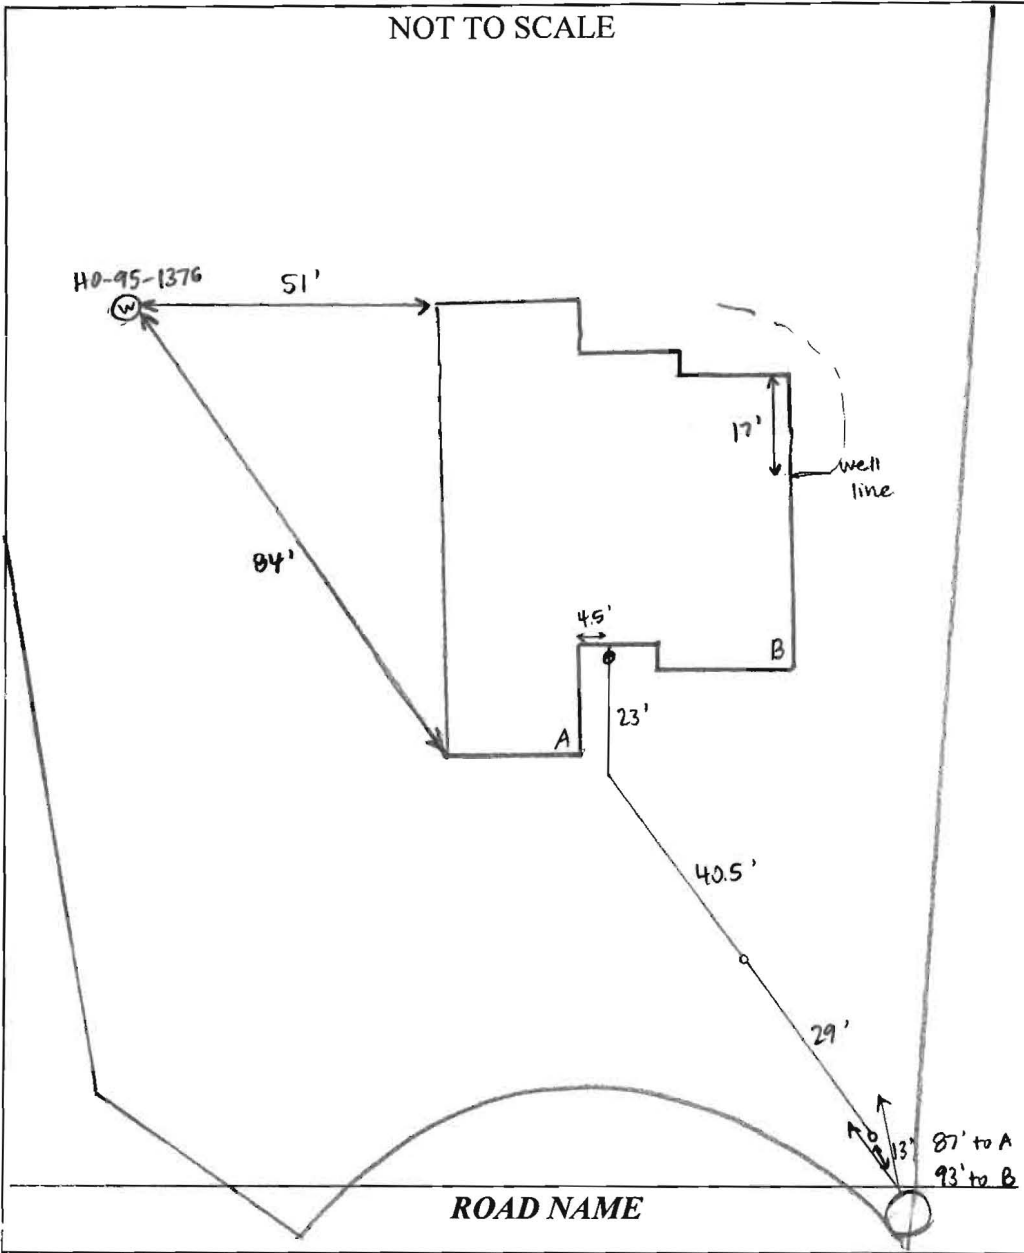 NOT TO SCALE
HO-95-1376
W
51'
17'
well
line
84'
4.5'
B
23'
A
40.5'
29'
13'
87' to A
93' to B
ROAD NAME